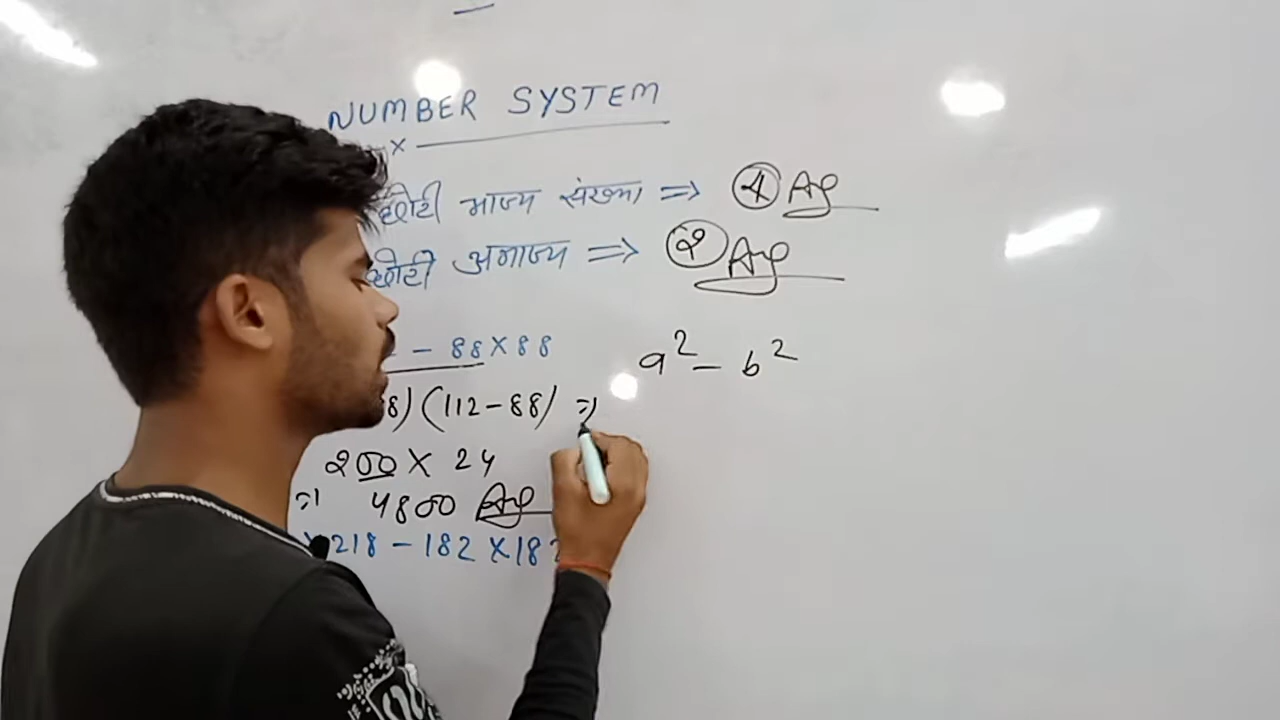 NUMBER SYSTEM
×
छोटी भाज्य संख्या => 4 Ans
छोटी अभाज्य => 2 Ans
- 88 × 88
a² - b²
8) (112 - 88) =>
200 × 24
=> 4800 Ans
× 218 - 182 × 18